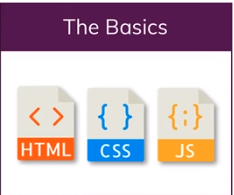 The Basics
< > { } {;}
HTML CSS JS